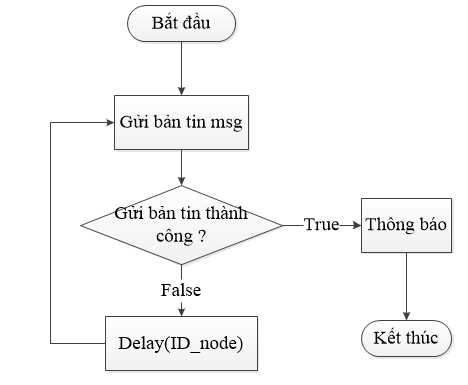 Bắt đầu
Gửi bản tin msg
Gửi bản tin thành
công ?
True
Thông báo
False
Delay(ID_node)
Kết thúc